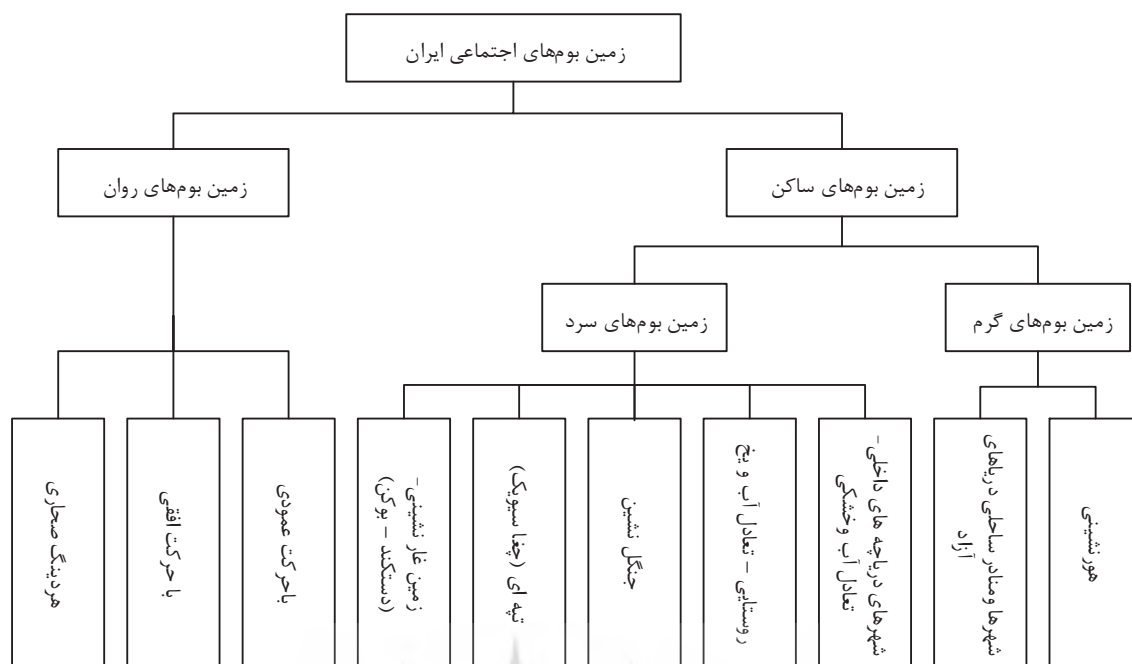 زمین بوم‌های اجتماعی ایران
زمین بوم‌های ساکن
زمین بوم‌های روان
زمین بوم‌های گرم
زمین بوم‌های سرد
هورنشینی
شهرها ومنادر ساحلی دریاهای
آزاد
شهرهای دریاچه های داخلی -
تعادل آب وخشکی
روستایی - تعادل آب و یخ
جنگل نشین
تپه ای (چغا سیویک)
زمین غار نشینی -
(دستکند – بوکن)
باحرکت عمودی
با حرکت افقی
هردینگ صحاری